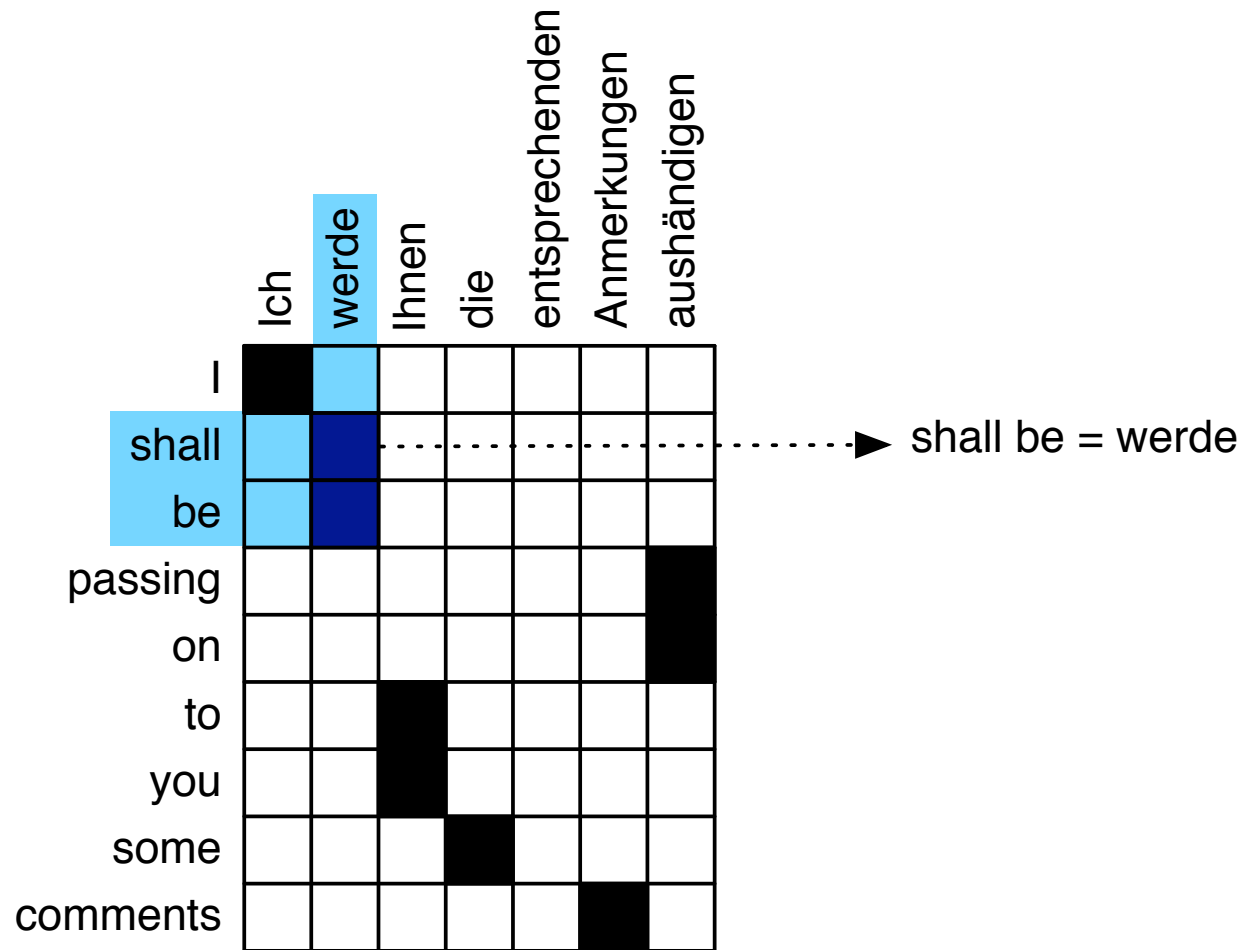 Ich
werde
Ihnen
die
entsprechenden
Anmerkungen
aushändigen
I
shall
shall be = werde
be
passing
on
to
you
some
comments